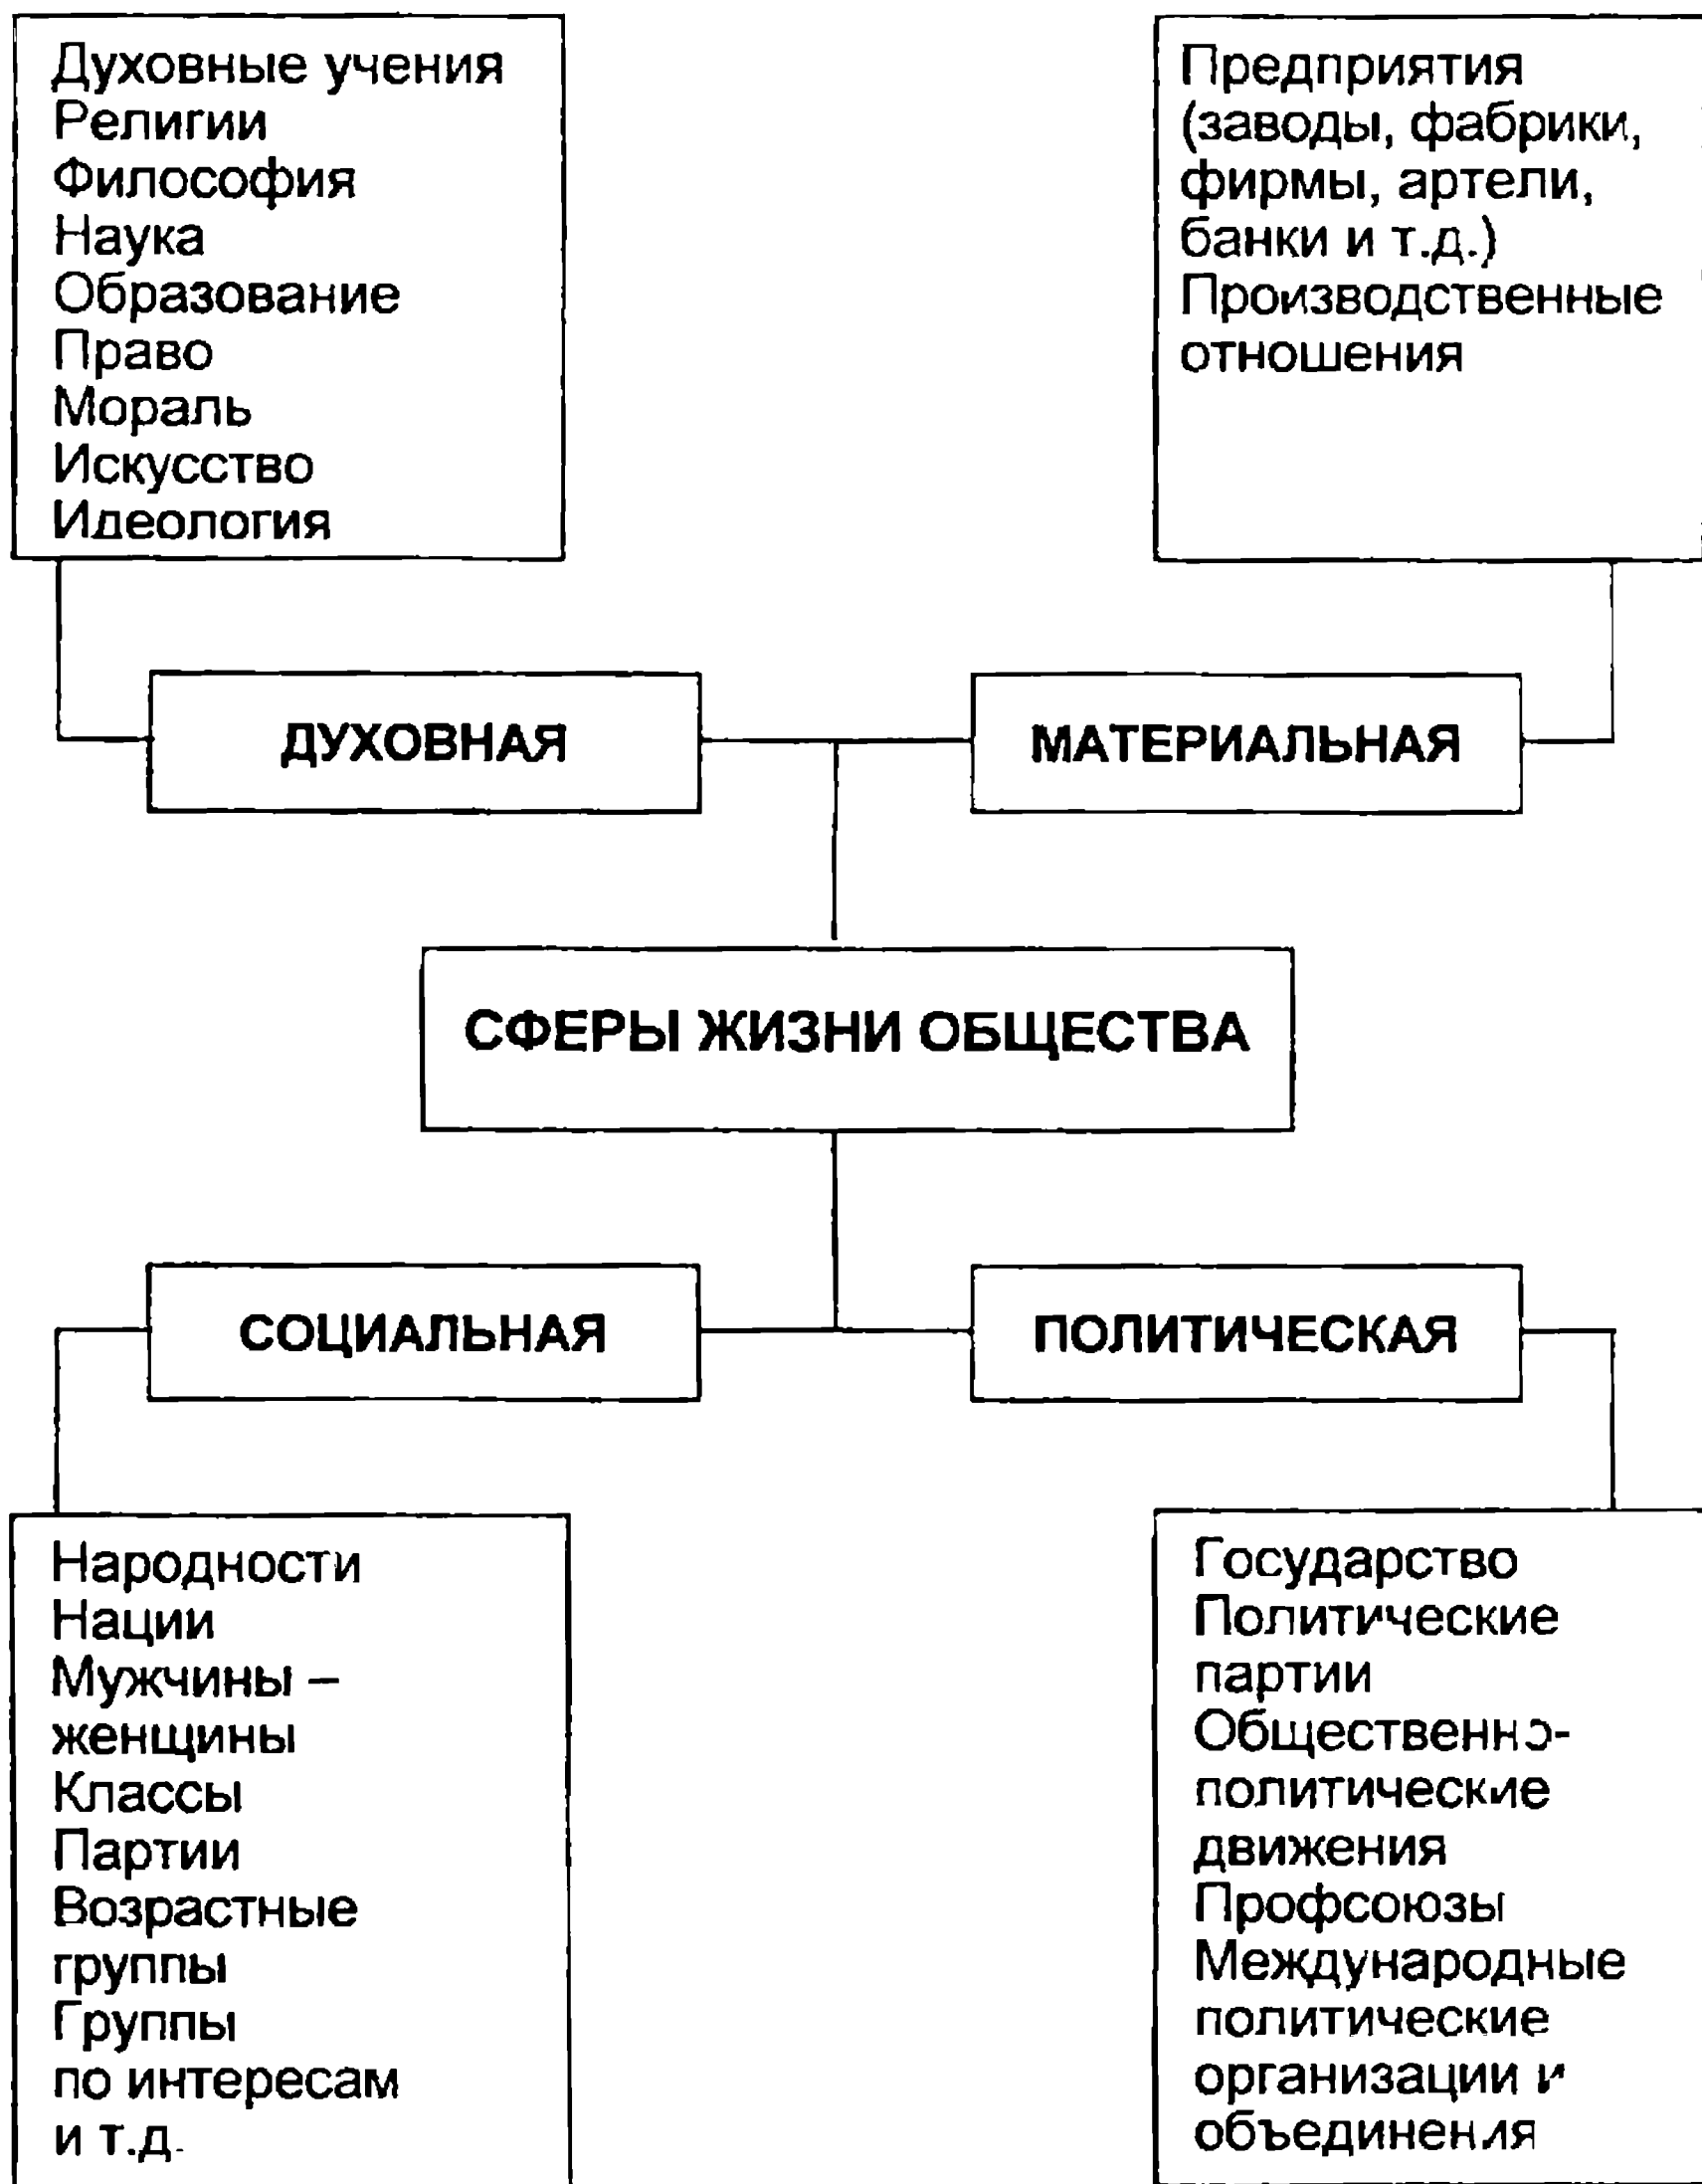 Духовные учения
Религии
Философия
Наука
Образование
Право
Мораль
Искусство
Идеология
Предприятия
(заводы, фабрики,
фирмы, артели,
банки и т.д.)
Производственные
отношения
ДУХОВНАЯ
МАТЕРИАЛЬНАЯ
СФЕРЫ ЖИЗНИ ОБЩЕСТВА
СОЦИАЛЬНАЯ
ПОЛИТИЧЕСКАЯ
Народности
Нации
Мужчины –
женщины
Классы
Партии
Возрастные
группы
Группы
по интересам
и т.д.
Государство
Политические
партии
Общественно-
политические
движения
Профсоюзы
Международные
политические
организации и
объединения